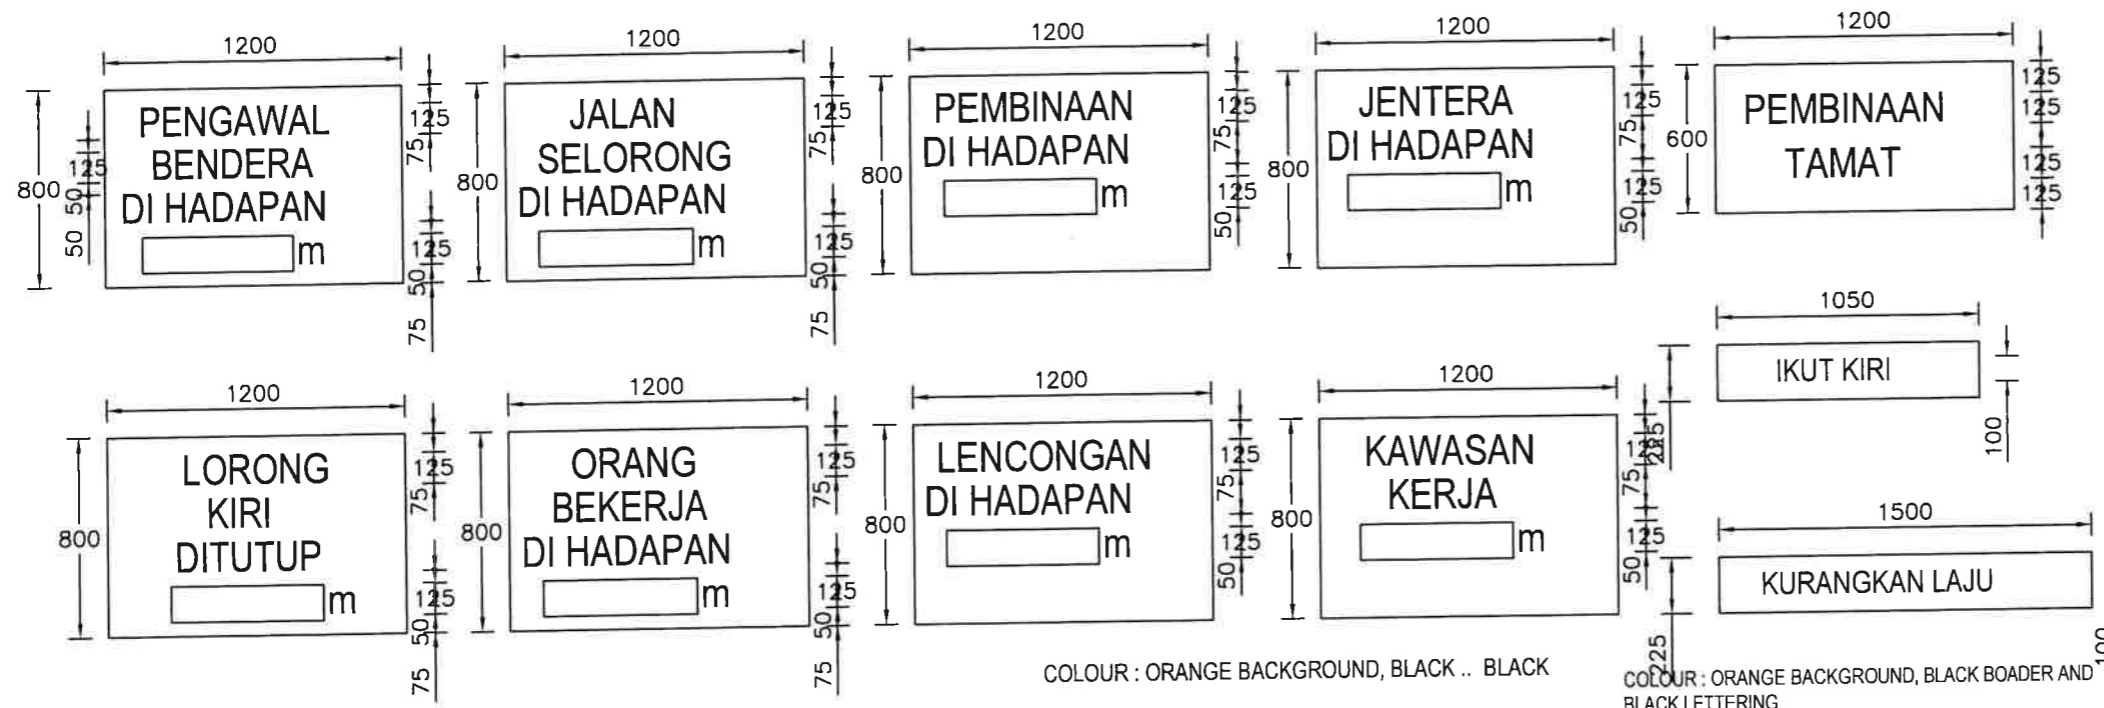 1200
1200
1200
1200
1200
PENGAWAL
BENDERA
DI HADAPAN
m
800
125
50
50
125
75
125
50
75
JALAN
SELORONG
DI HADAPAN
m
800
125
75
125
50
75
PEMBINAAN
DI HADAPAN
m
800
125
75
125
50
JENTERA
DI HADAPAN
m
800
125
75
125
50
PEMBINAAN
TAMAT
600
125
125
125
125
1050
IKUT KIRI
225
100
1200
1200
1200
1200
LORONG
KIRI
DITUTUP
m
800
125
75
125
50
75
ORANG
BEKERJA
DI HADAPAN
m
800
125
75
125
50
75
LENCONGAN
DI HADAPAN
m
800
125
75
125
50
KAWASAN
KERJA
m
800
125
75
125
50
1500
KURANGKAN LAJU
225
100
COLOUR : ORANGE BACKGROUND, BLACK .. BLACK
COLOUR : ORANGE BACKGROUND, BLACK BOADER AND
BLACK LETTERING